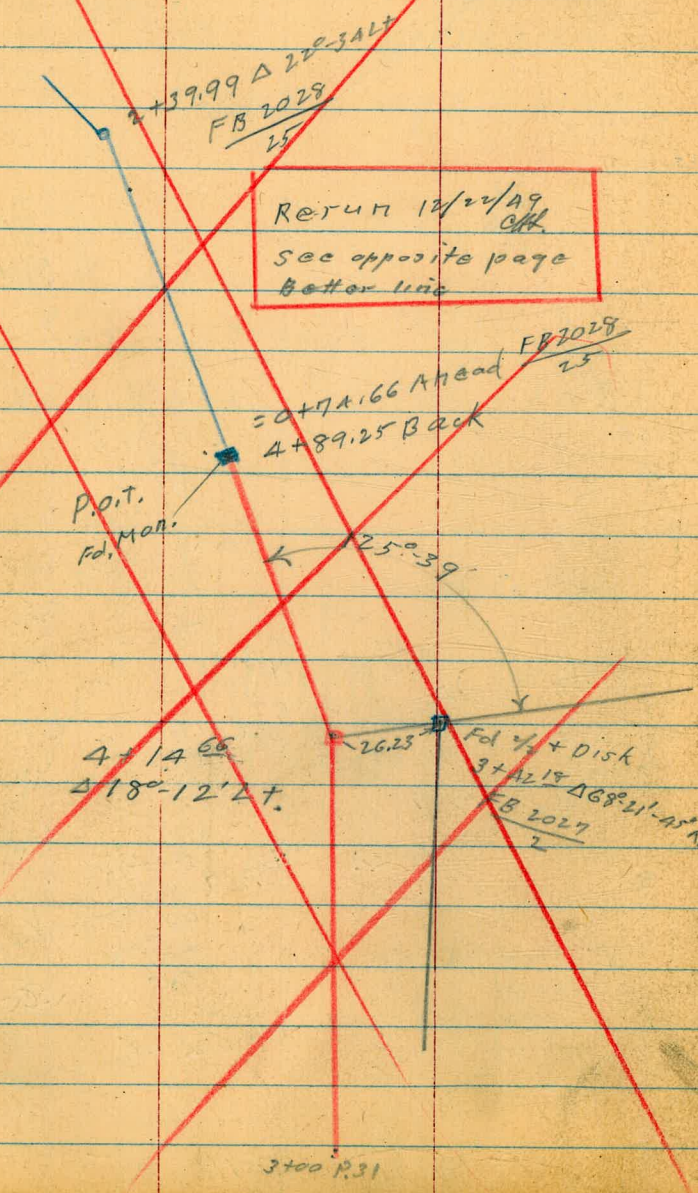 2+39.99 Δ 22°-34 Lt
FB 2028
25
Rerun 12/22/49
See opposite page
Better line
= 0+74.66 Ahead FB 2028
25
4+89.25 Back
P.O.T.
Fd. Mon.
125°-39'
26.23
4+14 66
Δ 18°-12' Lt.
Fd + Disk
3+42 18 Δ 68°-21'-45"
FB 2027
2
3+00 P.31